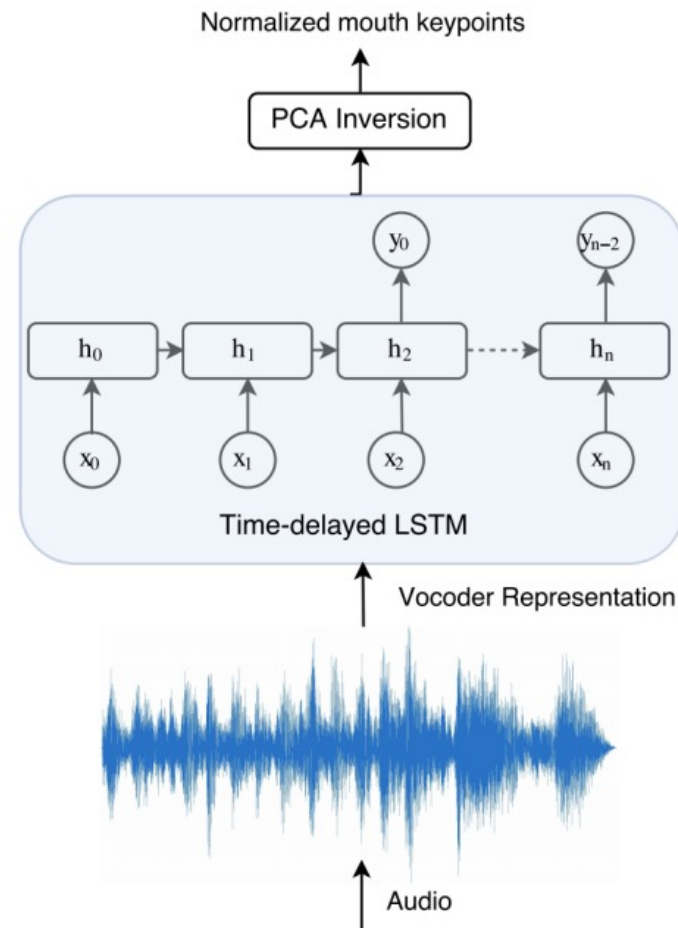 Normalized mouth keypoints
PCA Inversion
y₀ yₙ₋₂
h₀ h₁ h₂ hₙ
x₀ x₁ x₂ xₙ
Time-delayed LSTM
Vocoder Representation
Audio